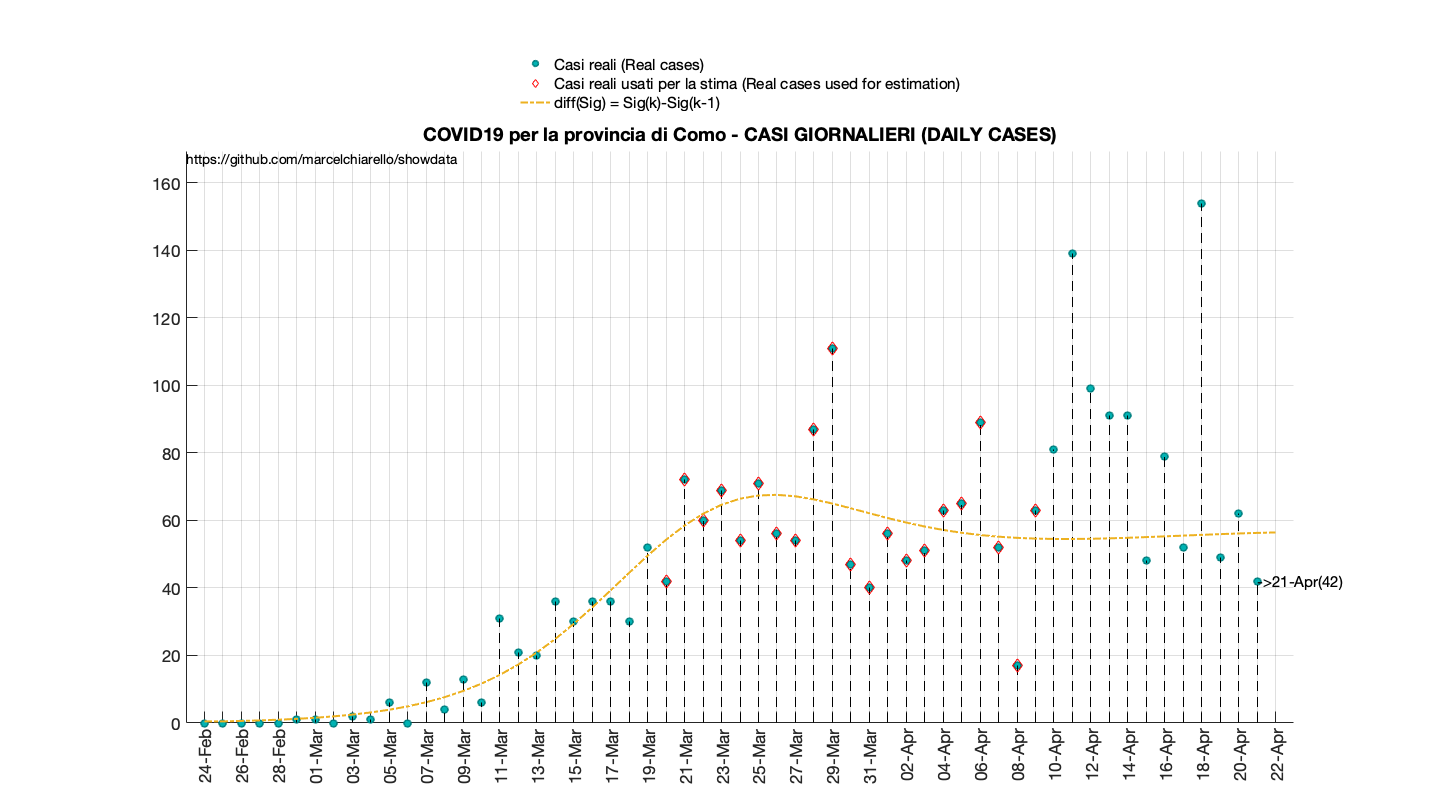 Casi reali (Real cases)
Casi reali usati per la stima (Real cases used for estimation)
diff(Sig) = Sig(k)-Sig(k-1)
COVID19 per la provincia di Como - CASI GIORNALIERI (DAILY CASES)
https://github.com/marcelchiarello/showdata
160
140
120
100
80
60
40
20
0
->21-Apr(42)
24-Feb
26-Feb
28-Feb
01-Mar
03-Mar
05-Mar
07-Mar
09-Mar
11-Mar
13-Mar
15-Mar
17-Mar
19-Mar
21-Mar
23-Mar
25-Mar
27-Mar
29-Mar
31-Mar
02-Apr
04-Apr
06-Apr
08-Apr
10-Apr
12-Apr
14-Apr
16-Apr
18-Apr
20-Apr
22-Apr